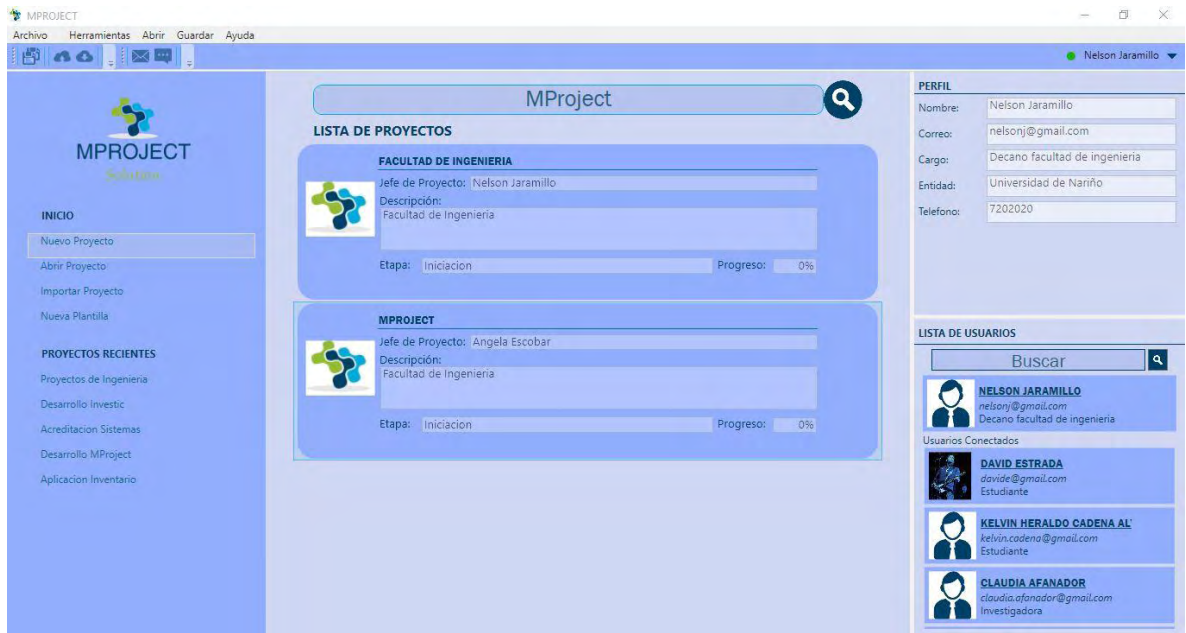 MPROJECT
Archivo Herramientas Abrir Guardar Ayuda
Nelson Jaramillo
MPROJECT
Solutions
INICIO
Nuevo Proyecto
Abrir Proyecto
Importar Proyecto
Nueva Plantilla
PROYECTOS RECIENTES
Proyectos de Ingenieria
Desarrollo Investic
Acreditacion Sistemas
Desarrollo MProject
Aplicacion Inventario
MProject
LISTA DE PROYECTOS
FACULTAD DE INGENIERIA
Jefe de Proyecto: Nelson Jaramillo
Descripción:
Facultad de Ingenieria
Etapa: Iniciacion Progreso: 0%
MPROJECT
Jefe de Proyecto: Angela Escobar
Descripción:
Facultad de Ingenieria
Etapa: Iniciacion Progreso: 0%
PERFIL
Nombre: Nelson Jaramillo
Correo: nelsonj@gmail.com
Cargo: Decano facultad de ingenieria
Entidad: Universidad de Nariño
Telefono: 7202020
LISTA DE USUARIOS
Buscar
NELSON JARAMILLO
nelsonj@gmail.com
Decano facultad de ingenieria
Usuarios Conectados
DAVID ESTRADA
davide@gmail.com
Estudiante
KELVIN HERALDO CADENA AL
kelvin.cadena@gmail.com
Estudiante
CLAUDIA AFANADOR
claudia.afanador@gmail.com
Investigadora